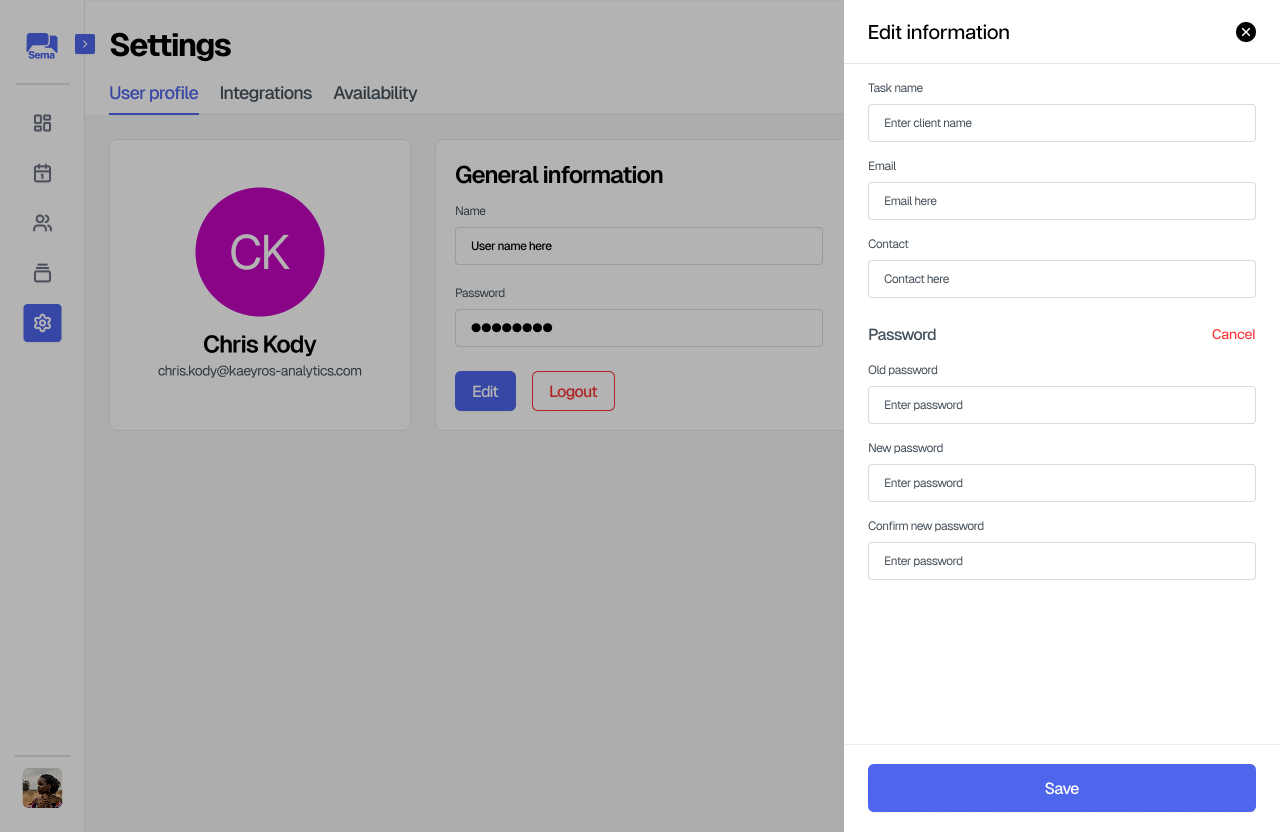 Sema
Settings
User profile
Integrations
Availability
CK
Chris Kody
chris.kody@kaeyros-analytics.com
General information
Name
User name here
Password
●●●●●●●●
Edit
Logout
Edit information
Task name
Enter client name
Email
Email here
Contact
Contact here
Password
Cancel
Old password
Enter password
New password
Enter password
Confirm new password
Enter password
Save